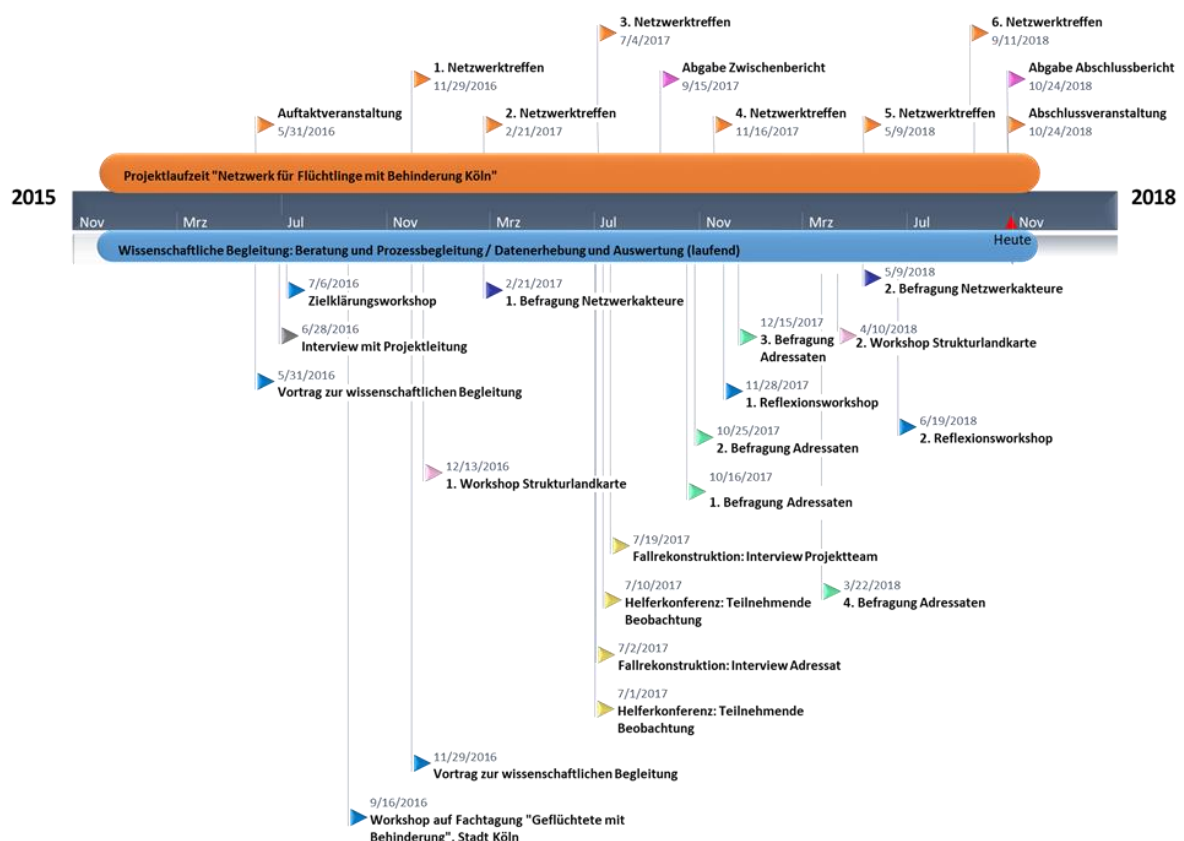 3. Netzwerktreffen
7/4/2017
6. Netzwerktreffen
9/11/2018
1. Netzwerktreffen
11/29/2016
Abgabe Zwischenbericht
9/15/2017
Abgabe Abschlussbericht
10/24/2018
Auftaktveranstaltung
5/31/2016
2. Netzwerktreffen
2/21/2017
4. Netzwerktreffen
11/16/2017
5. Netzwerktreffen
5/9/2018
Abschlussveranstaltung
10/24/2018
Projektlaufzeit "Netzwerk für Flüchtlinge mit Behinderung Köln"
2015
2018
Nov
Mrz
Jul
Nov
Mrz
Jul
Nov
Mrz
Jul
Nov
Heute
Wissenschaftliche Begleitung: Beratung und Prozessbegleitung / Datenerhebung und Auswertung (laufend)
7/6/2016
Zielklärungsworkshop
2/21/2017
1. Befragung Netzwerkakteure
5/9/2018
2. Befragung Netzwerkakteure
6/28/2016
Interview mit Projektleitung
12/15/2017
3. Befragung
Adressaten
4/10/2018
2. Workshop Strukturlandkarte
5/31/2016
Vortrag zur wissenschaftlichen Begleitung
11/28/2017
1. Reflexionsworkshop
6/19/2018
2. Reflexionsworkshop
10/25/2017
2. Befragung Adressaten
12/13/2016
1. Workshop Strukturlandkarte
10/16/2017
1. Befragung Adressaten
7/19/2017
Fallrekonstruktion: Interview Projektteam
7/10/2017
Helferkonferenz: Teilnehmende
Beobachtung
3/22/2018
4. Befragung Adressaten
7/2/2017
Fallrekonstruktion: Interview Adressat
7/1/2017
Helferkonferenz: Teilnehmende
Beobachtung
11/29/2016
Vortrag zur wissenschaftlichen Begleitung
9/16/2016
Workshop auf Fachtagung "Geflüchtete mit
Behinderung", Stadt Köln